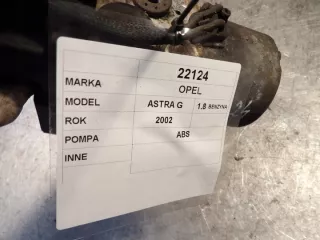 22124
MARKA OPEL
MODEL ASTRA G 1.8 BENZYNA
ROK 2002
POMPA ABS
INNE